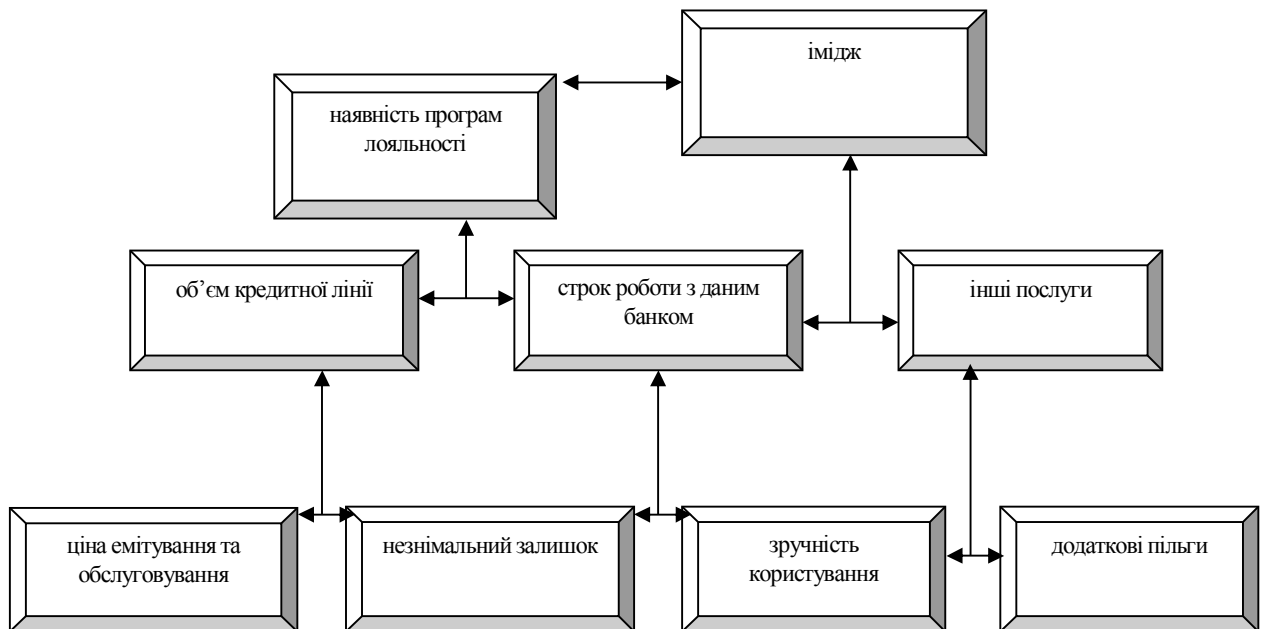 імідж
наявність програм
лояльності
об’єм кредитної лінії
строк роботи з даним
банком
інші послуги
ціна емітування та
обслуговування
незнімальний залишок
зручність
користування
додаткові пільги